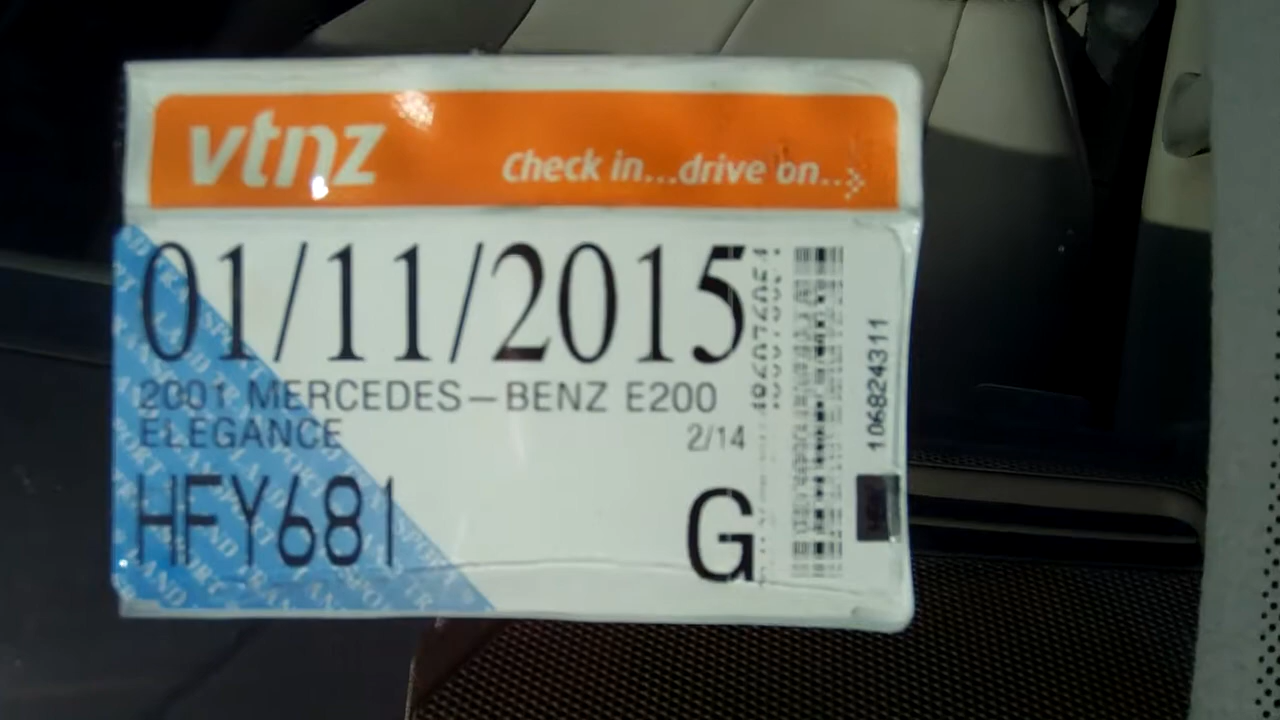 vtnz
check in...drive on...
01/11/2015
2001 MERCEDES-BENZ E200
ELEGANCE 2/14
HFY681 G
106824311